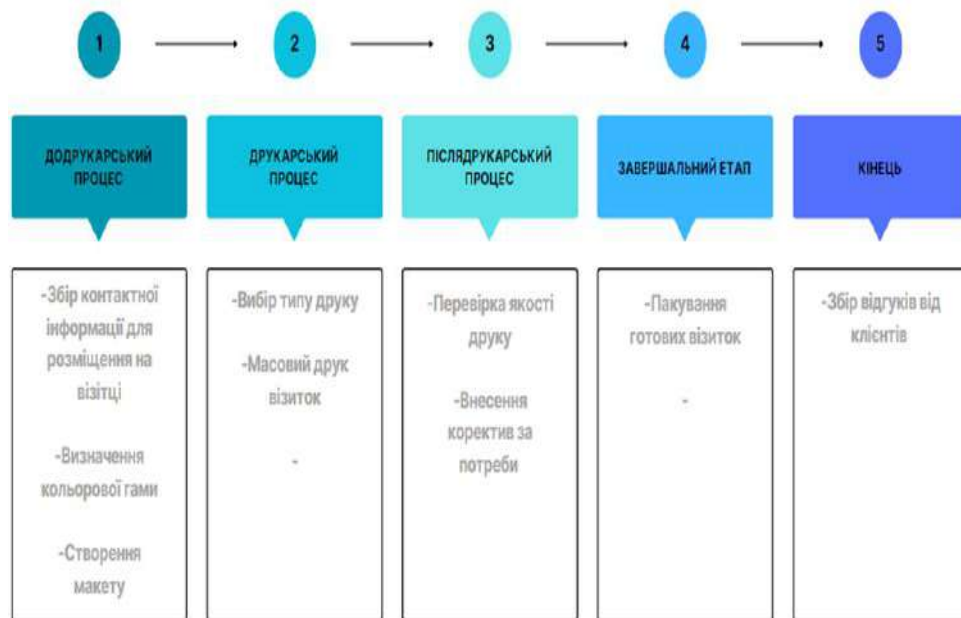 1
2
3
4
5
ДОДРУКАРСЬКИЙ
ПРОЦЕС
ДРУКАРСЬКИЙ
ПРОЦЕС
ПІСЛЯДРУКАРСЬКИЙ
ПРОЦЕС
ЗАВЕРШАЛЬНИЙ ЕТАП
КІНЕЦЬ
-Збір контактної
інформації для
розміщення на
візітці
-Визначення
кольорової гами
-Створення
макету
-Вибір типу друку
-Масовий друк
візиток
-
-Перевірка якості
друку
-Внесення
коректив за
потреби
-Пакування
готових візиток
-
-Збір відгуків від
клієнтів